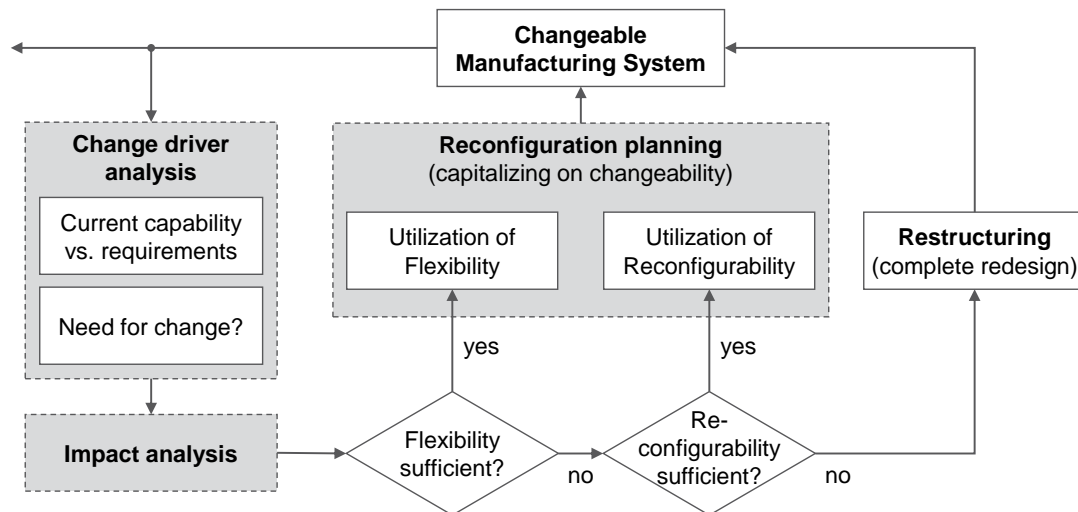 Changeable
Manufacturing System
Change driver
analysis
Current capability
vs. requirements
Need for change?
Reconfiguration planning
(capitalizing on changeability)
Utilization of
Flexibility
Utilization of
Reconfigurability
Restructuring
(complete redesign)
yes
yes
Impact analysis
Flexibility
sufficient?
no
Re-
configurability
sufficient?
no